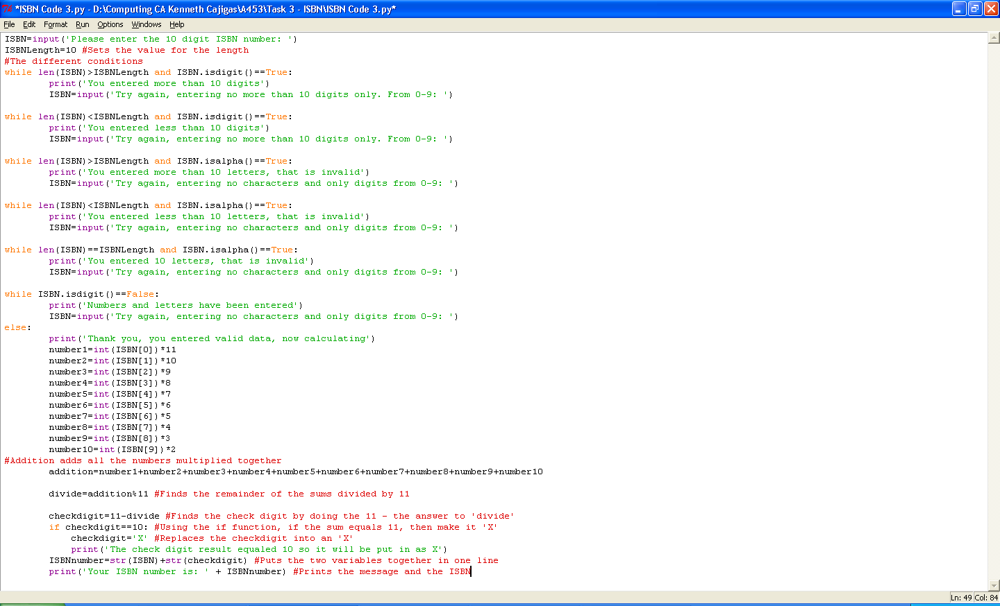 *ISBN Code 3.py - D:\Computing CA Kenneth Cajigas\A453\Task 3 - ISBN\ISBN Code 3.py*
File Edit Format Run Options Windows Help
ISBN=input('Please enter the 10 digit ISBN number: ')
ISBNLength=10 #Sets the value for the length
#The different conditions
while len(ISBN)>ISBNLength and ISBN.isdigit()==True:
        print('You entered more than 10 digits')
        ISBN=input('Try again, entering no more than 10 digits only. From 0-9: ')

while len(ISBN)<ISBNLength and ISBN.isdigit()==True:
        print('You entered less than 10 digits')
        ISBN=input('Try again, entering no more than 10 digits only. From 0-9: ')

while len(ISBN)>ISBNLength and ISBN.isalpha()==True:
        print('You entered more than 10 letters, that is invalid')
        ISBN=input('Try again, entering no characters and only digits from 0-9: ')

while len(ISBN)<ISBNLength and ISBN.isalpha()==True:
        print('You entered less than 10 letters, that is invalid')
        ISBN=input('Try again, entering no characters and only digits from 0-9: ')

while len(ISBN)==ISBNLength and ISBN.isalpha()==True:
        print('You entered 10 letters, that is invalid')
        ISBN=input('Try again, entering no characters and only digits from 0-9: ')

while ISBN.isdigit()==False:
        print('Numbers and letters have been entered')
        ISBN=input('Try again, entering no characters and only digits from 0-9: ')
else:
        print('Thank you, you entered valid data, now calculating')
        number1=int(ISBN[0])*11
        number2=int(ISBN[1])*10
        number3=int(ISBN[2])*9
        number4=int(ISBN[3])*8
        number5=int(ISBN[4])*7
        number6=int(ISBN[5])*6
        number7=int(ISBN[6])*5
        number8=int(ISBN[7])*4
        number9=int(ISBN[8])*3
        number10=int(ISBN[9])*2
#Addition adds all the numbers multiplied together
        addition=number1+number2+number3+number4+number5+number6+number7+number8+number9+number10

        divide=addition%11 #Finds the remainder of the sums divided by 11

        checkdigit=11-divide #Finds the check digit by doing the 11 - the answer to 'divide'
        if checkdigit==10: #Using the if function, if the sum equals 11, then make it 'X'
            checkdigit='X' #Replaces the checkdigit into an 'X'
            print('The check digit result equaled 10 so it will be put in as X')
        ISBNnumber=str(ISBN)+str(checkdigit) #Puts the two variables together in one line
        print('Your ISBN number is: ' + ISBNnumber) #Prints the message and the ISBN
Ln: 49 Col: 84